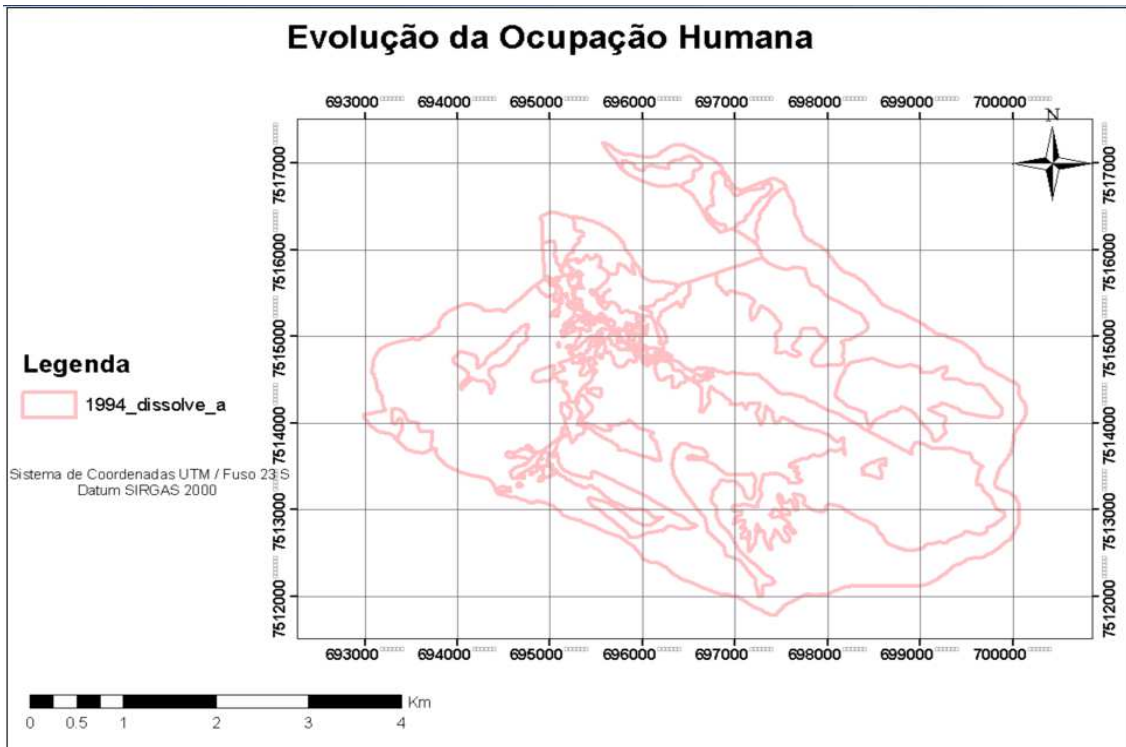 Evolução da Ocupação Humana
693000 694000 695000 696000 697000 698000 699000 700000
N
7517000 7517000
7516000 7516000
7515000 7515000
7514000 7514000
7513000 7513000
7512000 7512000
Legenda
1994_dissolve_a
Sistema de Coordenadas UTM / Fuso 23 S
Datum SIRGAS 2000
693000 694000 695000 696000 697000 698000 699000 700000
Km
0 0.5 1 2 3 4